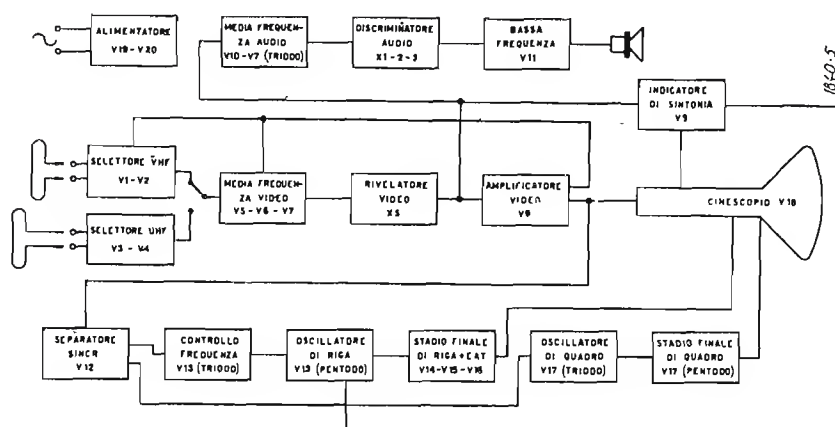 ALIMENTATORE
V19-V20
MEDIA FREQUEN-
ZA AUDIO
V10-V7 (TRIODO)
DISCRIMINATORE
AUDIO
X1-2-3
BASSA
FREQUENZA
V11
INDICATORE
DI SINTONIA
V9
SELETTORE VHF
V1-V2
MEDIA FREQUEN-
ZA VIDEO
V5-V6-V7
RIVELATORE
VIDEO
AMPLIFICATORE
VIDEO
CINESCOPIO V18
SELETTORE UHF
V3-V4
SEPARATORE
SINCR
V12
CONTROLLO
FREQUENZA
V13 (TRIODO)
OSCILLATORE
DI RIGA
V13 (PENTODO)
STADIO FINALE
DI RIGA+EAT
V14-V15-V16
OSCILLATORE
DI QUADRO
V17 (TRIODO)
STADIO FINALE
DI QUADRO
V17 (PENTODO)